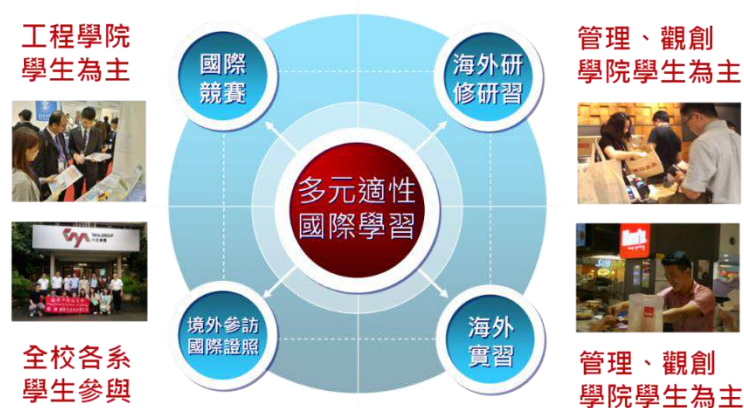 工程學院
學生為主
國際
競賽
海外研
修研習
管理、觀創
學院學生為主
多元適性
國際學習
境外參訪
國際證照
海外
實習
全校各系
學生參與
管理、觀創
學院學生為主